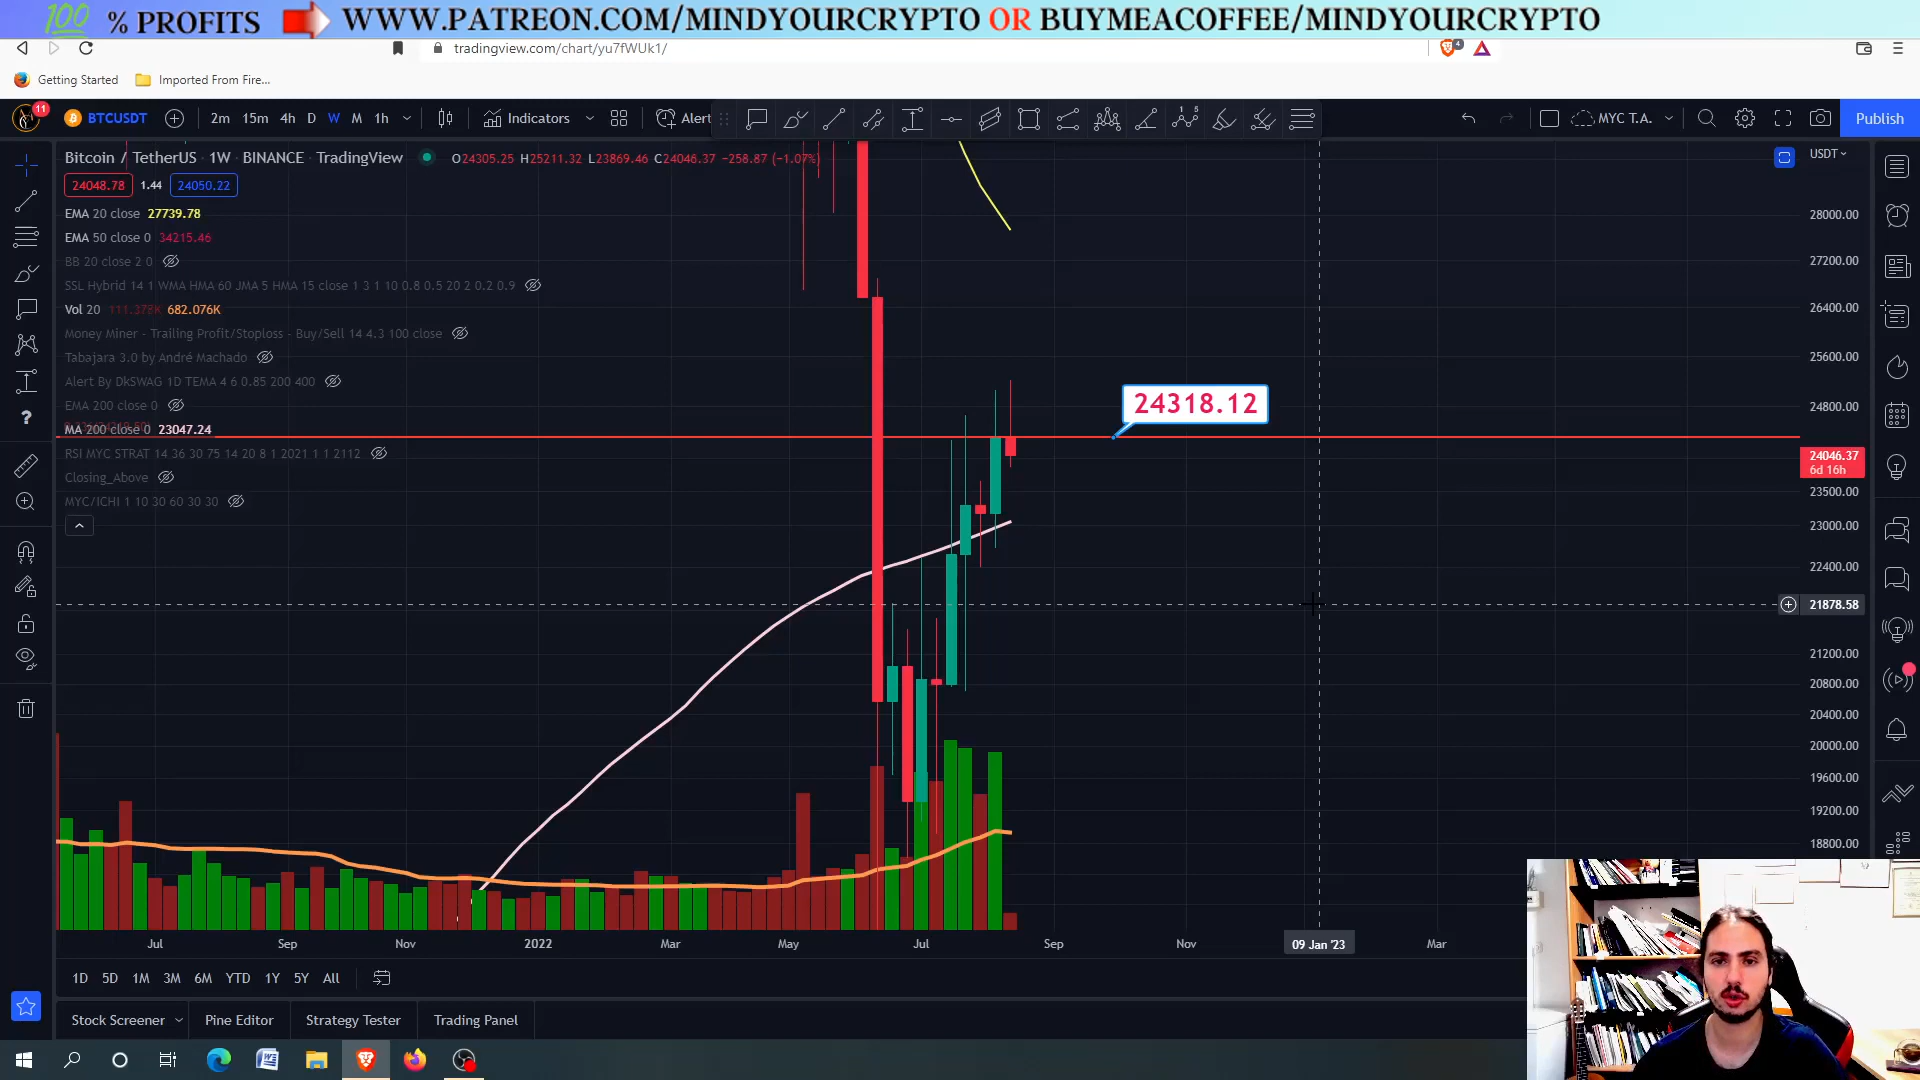 💯 % PROFITS ➡ WWW.PATREON.COM/MINDYOURCRYPTO OR BUYMEACOFFEE/MINDYOURCRYPTO
tradingview.com/chart/yu7fWUk1/
4
Getting Started Imported From Fire...
11 BTCUSDT 2m 15m 4h D W M 1h Indicators Alert MYC T.A. Publish
Bitcoin / TetherUS · 1W · BINANCE · TradingView O24305.25 H25211.32 L23869.46 C24046.37 −258.87 (−1.07%)
USDT
24048.78 1.44 24050.22
EMA 20 close 27739.78
EMA 50 close 0 34215.46
BB 20 close 2 0
SSL Hybrid 14 1 WMA HMA 60 JMA 5 HMA 15 close 1 3 1 10 0.8 0.5 20 2 0.2 0.9
Vol 20 111.378K 682.076K
Money Miner - Trailing Profit/Stoploss - Buy/Sell 14 4.3 100 close
Tabajara 3.0 by André Machado
Alert By DkSWAG 1D TEMA 4 6 0.85 200 400
EMA 200 close 0
MA 200 close 0 23047.24
RSI MYC STRAT 14 36 30 75 14 20 8 1 2021 1 1 2112
Closing_Above
MYC/ICHI 1 10 30 60 30 30
24318.12
28000.00
27200.00
26400.00
25600.00
24800.00
24046.37
6d 16h
23500.00
23000.00
22400.00
21878.58
21200.00
20800.00
20400.00
20000.00
19600.00
19200.00
18800.00
Jul Sep Nov 2022 Mar May Jul Sep Nov 09 Jan '23 Mar
1D 5D 1M 3M 6M YTD 1Y 5Y All
Stock Screener Pine Editor Strategy Tester Trading Panel